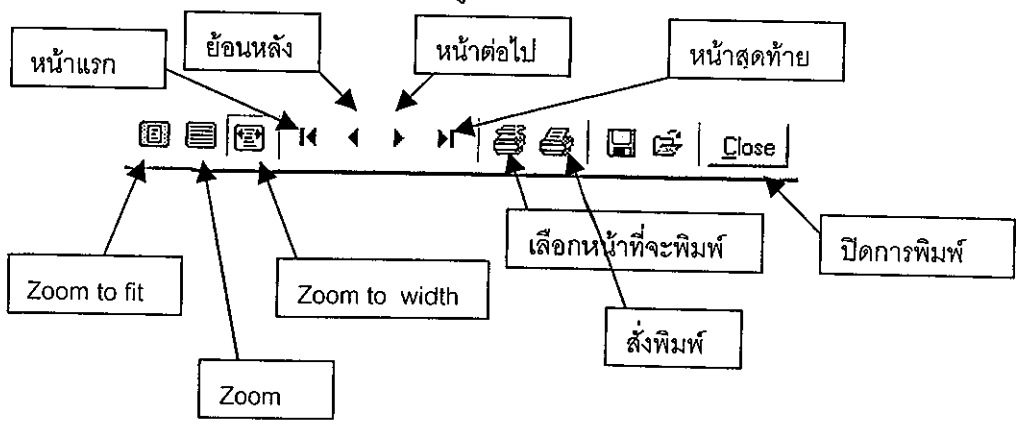 หน้าแรก
ย้อนหลัง
หน้าต่อไป
หน้าสุดท้าย
Close
เลือกหน้าที่จะพิมพ์
ปิดการพิมพ์
Zoom to fit
Zoom to width
สั่งพิมพ์
Zoom